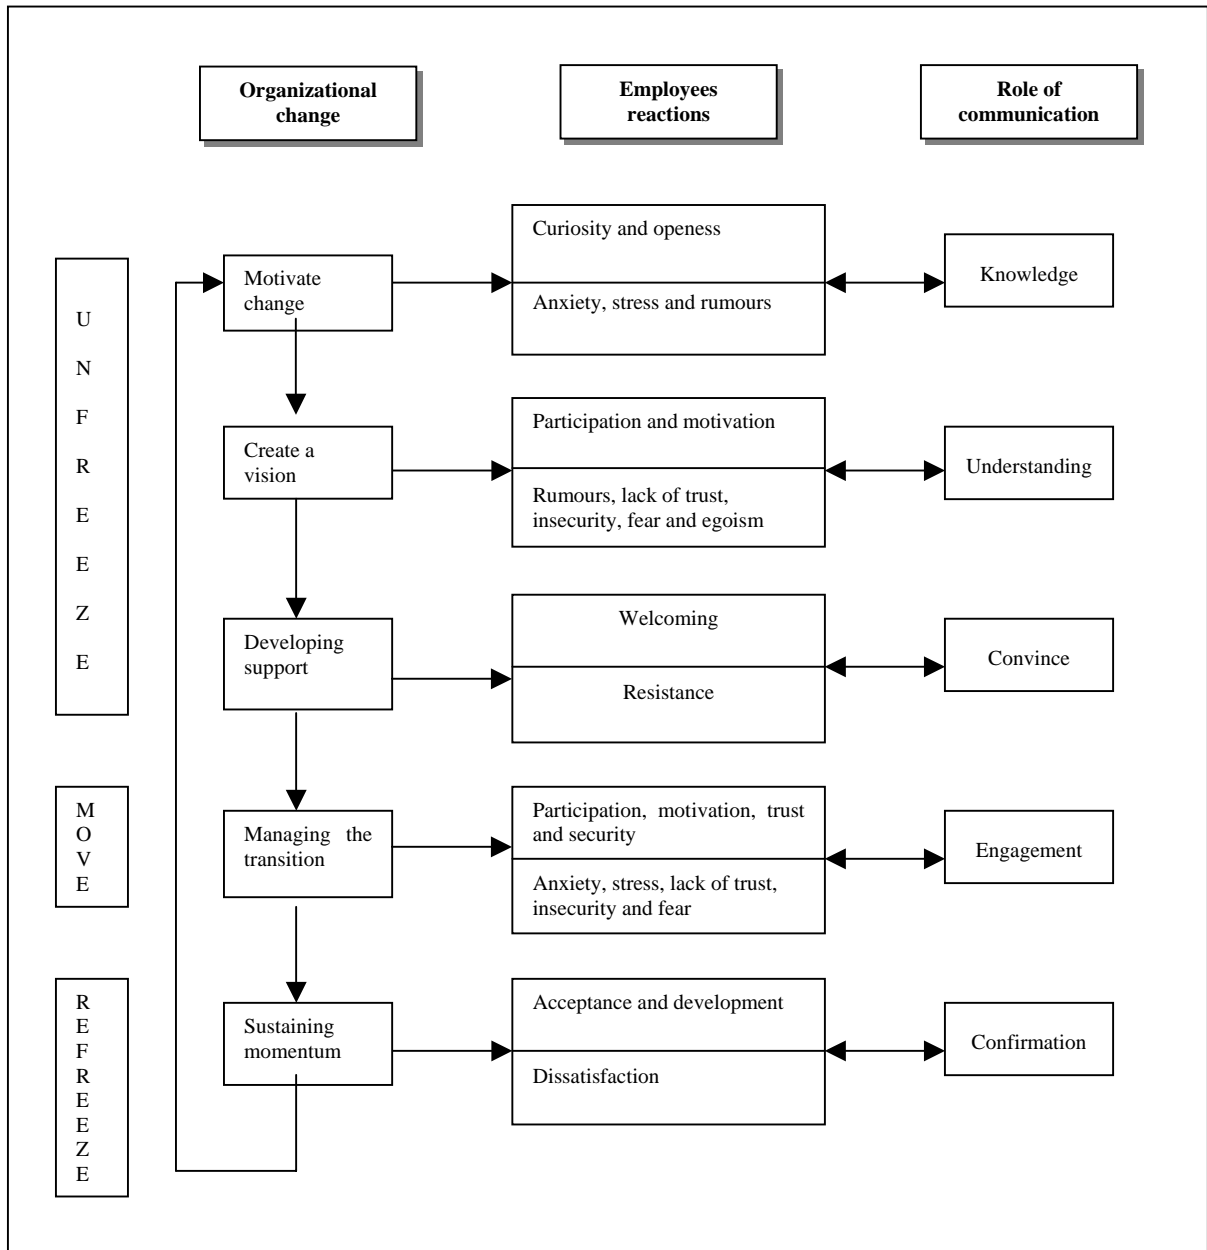 Organizational
change
Employees
reactions
Role of
communication
U
N
F
R
E
E
Z
E
Motivate
change
Curiosity and openess
Anxiety, stress and rumours
Knowledge
Create a
vision
Participation and motivation
Rumours, lack of trust,
insecurity, fear and egoism
Understanding
Developing
support
Welcoming
Resistance
Convince
M
O
V
E
Managing the
transition
Participation, motivation, trust
and security
Anxiety, stress, lack of trust,
insecurity and fear
Engagement
R
E
F
R
E
E
Z
E
Sustaining
momentum
Acceptance and development
Dissatisfaction
Confirmation